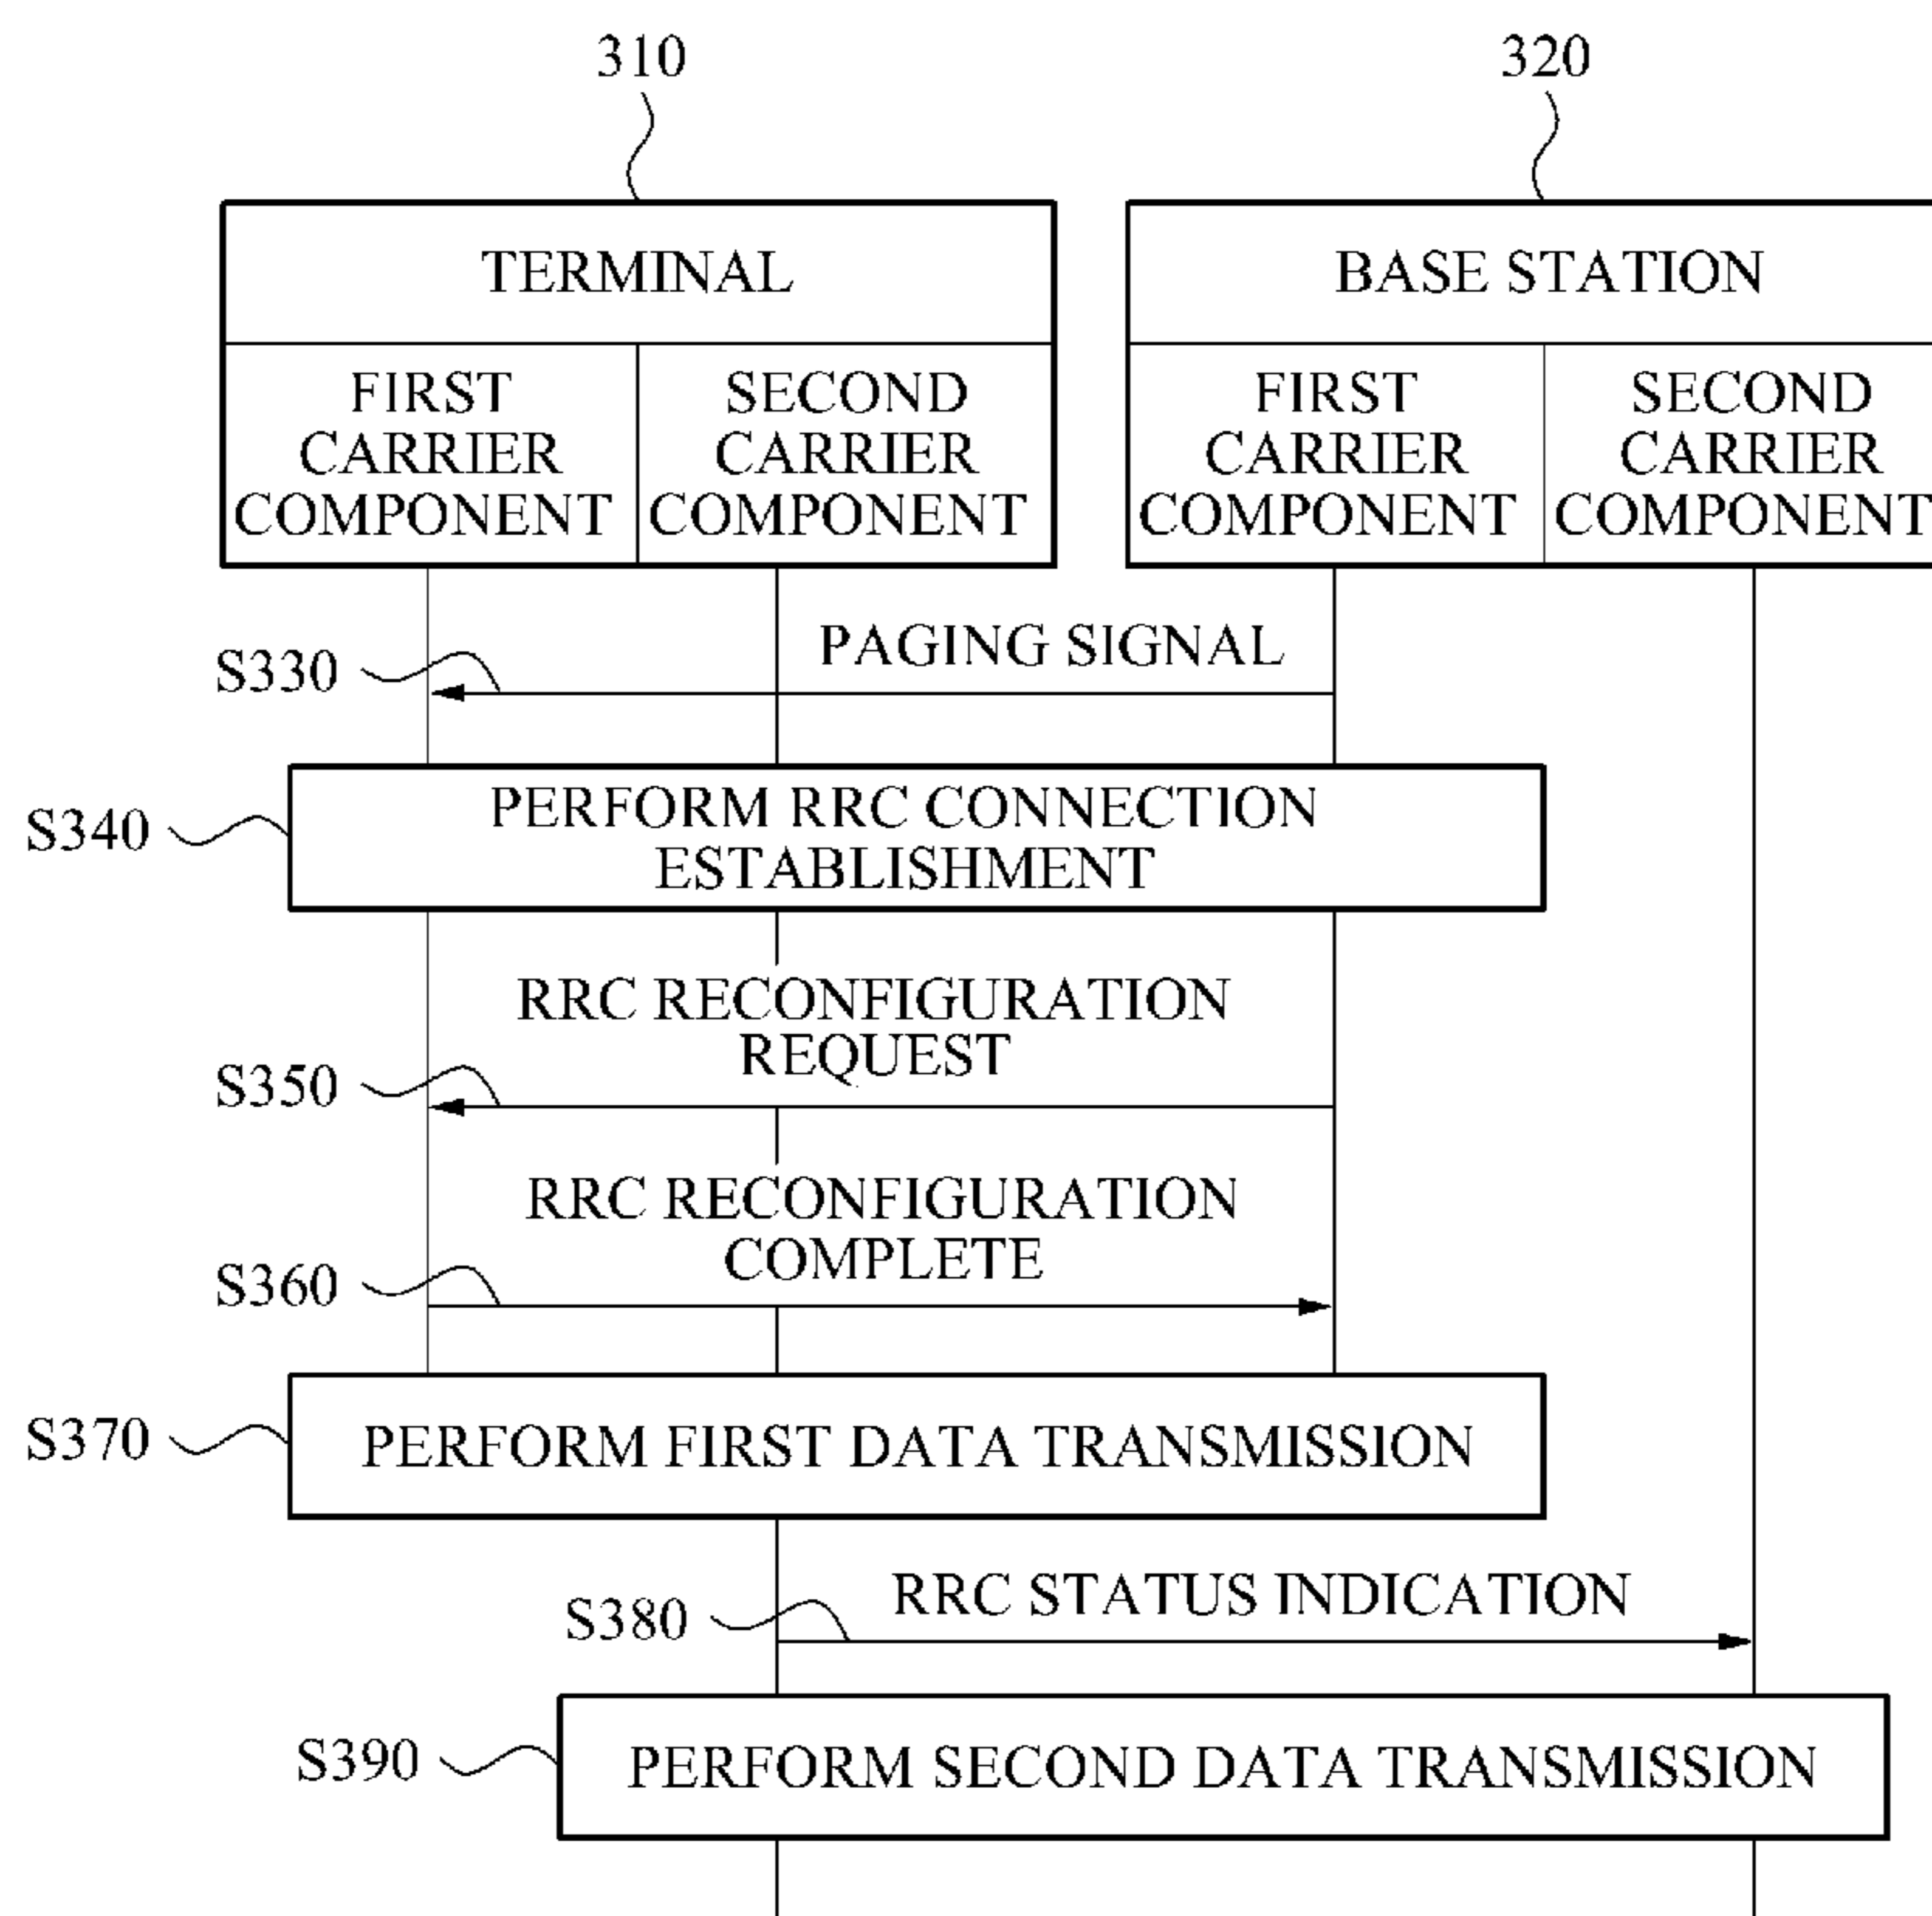 310
320
TERMINAL
BASE STATION
FIRST
CARRIER
COMPONENT
SECOND
CARRIER
COMPONENT
FIRST
CARRIER
COMPONENT
SECOND
CARRIER
COMPONENT
PAGING SIGNAL
S330
S340
PERFORM RRC CONNECTION
ESTABLISHMENT
RRC RECONFIGURATION
REQUEST
S350
RRC RECONFIGURATION
COMPLETE
S360
S370
PERFORM FIRST DATA TRANSMISSION
RRC STATUS INDICATION
S380
S390
PERFORM SECOND DATA TRANSMISSION